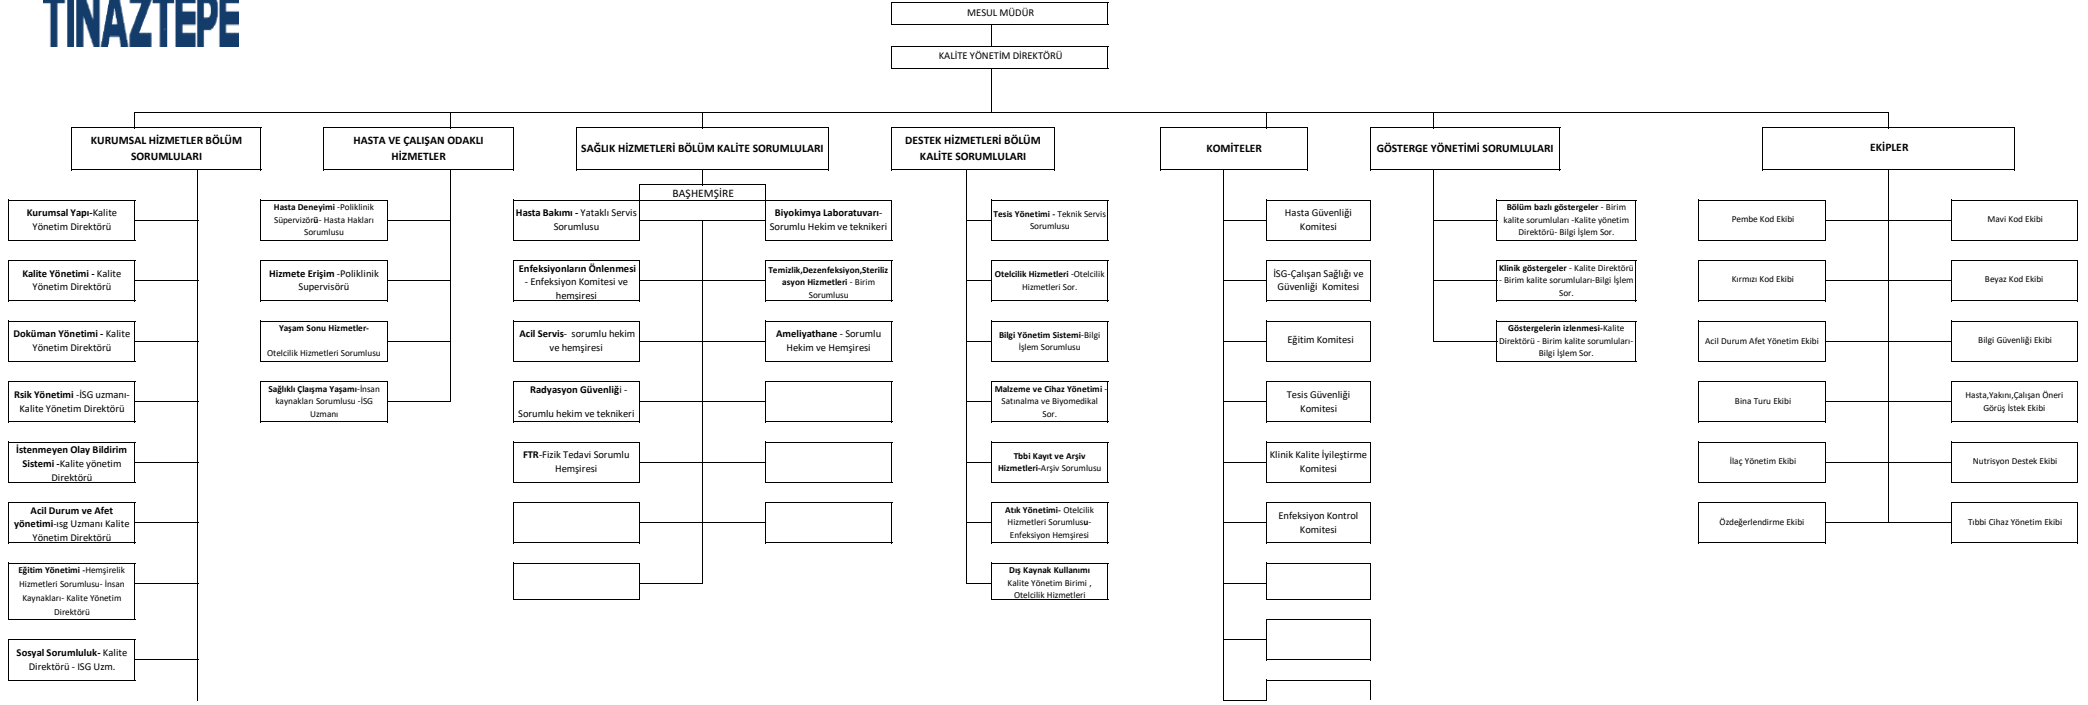 TINAZTEPE
MESUL MÜDÜR
KALİTE YÖNETİM DİREKTÖRÜ
KURUMSAL HİZMETLER BÖLÜM
SORUMLULARI
HASTA VE ÇALIŞAN ODAKLI
HİZMETLER
SAĞLIK HİZMETLERİ BÖLÜM KALİTE SORUMLULARI
DESTEK HİZMETLERİ BÖLÜM
KALİTE SORUMLULARI
KOMİTELER
GÖSTERGE YÖNETİMİ SORUMLULARI
EKİPLER
BAŞHEMŞİRE
Kurumsal Yapı-Kalite
Yönetim Direktörü
Kalite Yönetimi - Kalite
Yönetim Direktörü
Doküman Yönetimi - Kalite
Yönetim Direktörü
Rsik Yönetimi -İSG uzmanı-
Kalite Yönetim Direktörü
İstenmeyen Olay Bildirim
Sistemi -Kalite yönetim
Direktörü
Acil Durum ve Afet
yönetimi-ısg Uzmanı Kalite
Yönetim Direktörü
Eğitim Yönetimi -Hemşirelik
Hizmetleri Sorumlusu- İnsan
Kaynakları- Kalite Yönetim
Direktörü
Sosyal Sorumluluk- Kalite
Direktörü - ISG Uzm.
Hasta Deneyimi -Poliklinik
Süpervizörü- Hasta Hakları
Sorumlusu
Hizmete Erişim -Poliklinik
Supervisörü
Yaşam Sonu Hizmetler-
Otelcilik Hizmetleri Sorumlusu
Sağlıklı Çlaışma Yaşamı-İnsan
kaynakları Sorumlusu -İSG
Uzmanı
Hasta Bakımı - Yataklı Servis
Sorumlusu
Enfeksiyonların Önlenmesi
- Enfeksiyon Komitesi ve
hemşiresi
Acil Servis- sorumlu hekim
ve hemşiresi
Radyasyon Güvenliği -
Sorumlu hekim ve teknikeri
FTR-Fizik Tedavi Sorumlu
Hemşiresi
Biyokimya Laboratuvarı-
Sorumlu Hekim ve teknikeri
Temizlik,Dezenfeksiyon,Steriliz
asyon Hizmetleri - Birim
Sorumlusu
Ameliyathane - Sorumlu
Hekim ve Hemşiresi
Tesis Yönetimi - Teknik Servis
Sorumlusu
Otelcilik Hizmetleri -Otelcilik
Hizmetleri Sor.
Bilgi Yönetim Sistemi-Bilgi
İşlem Sorumlusu
Malzeme ve Cihaz Yönetimi -
Satınalma ve Biyomedikal
Sor.
Tbbi Kayıt ve Arşiv
Hizmetleri-Arşiv Sorumlusu
Atık Yönetimi- Otelcilik
Hizmetleri Sorumlusu-
Enfeksiyon Hemşiresi
Dış Kaynak Kullanımı
Kalite Yönetim Birimi ,
Otelcilik Hizmetleri
Hasta Güvenliği
Komitesi
İSG-Çalışan Sağlığı ve
Güvenliği Komitesi
Eğitim Komitesi
Tesis Güvenliği
Komitesi
Klinik Kalite İyileştirme
Komitesi
Enfeksiyon Kontrol
Komitesi
Bölüm bazlı göstergeler - Birim
kalite sorumluları -Kalite yönetim
Direktörü- Bilgi İşlem Sor.
Klinik göstergeler - Kalite Direktörü
- Birim kalite sorumluları-Bilgi İşlem
Sor.
Göstergelerin izlenmesi-Kalite
Direktörü - Birim kalite sorumluları-
Bilgi İşlem Sor.
Pembe Kod Ekibi
Mavi Kod Ekibi
Kırmızı Kod Ekibi
Beyaz Kod Ekibi
Acil Durum Afet Yönetim Ekibi
Bilgi Güvenliği Ekibi
Bina Turu Ekibi
Hasta,Yakını,Çalışan Öneri
Görüş İstek Ekibi
İlaç Yönetim Ekibi
Nutrisyon Destek Ekibi
Özdeğerlendirme Ekibi
Tıbbi Cihaz Yönetim Ekibi